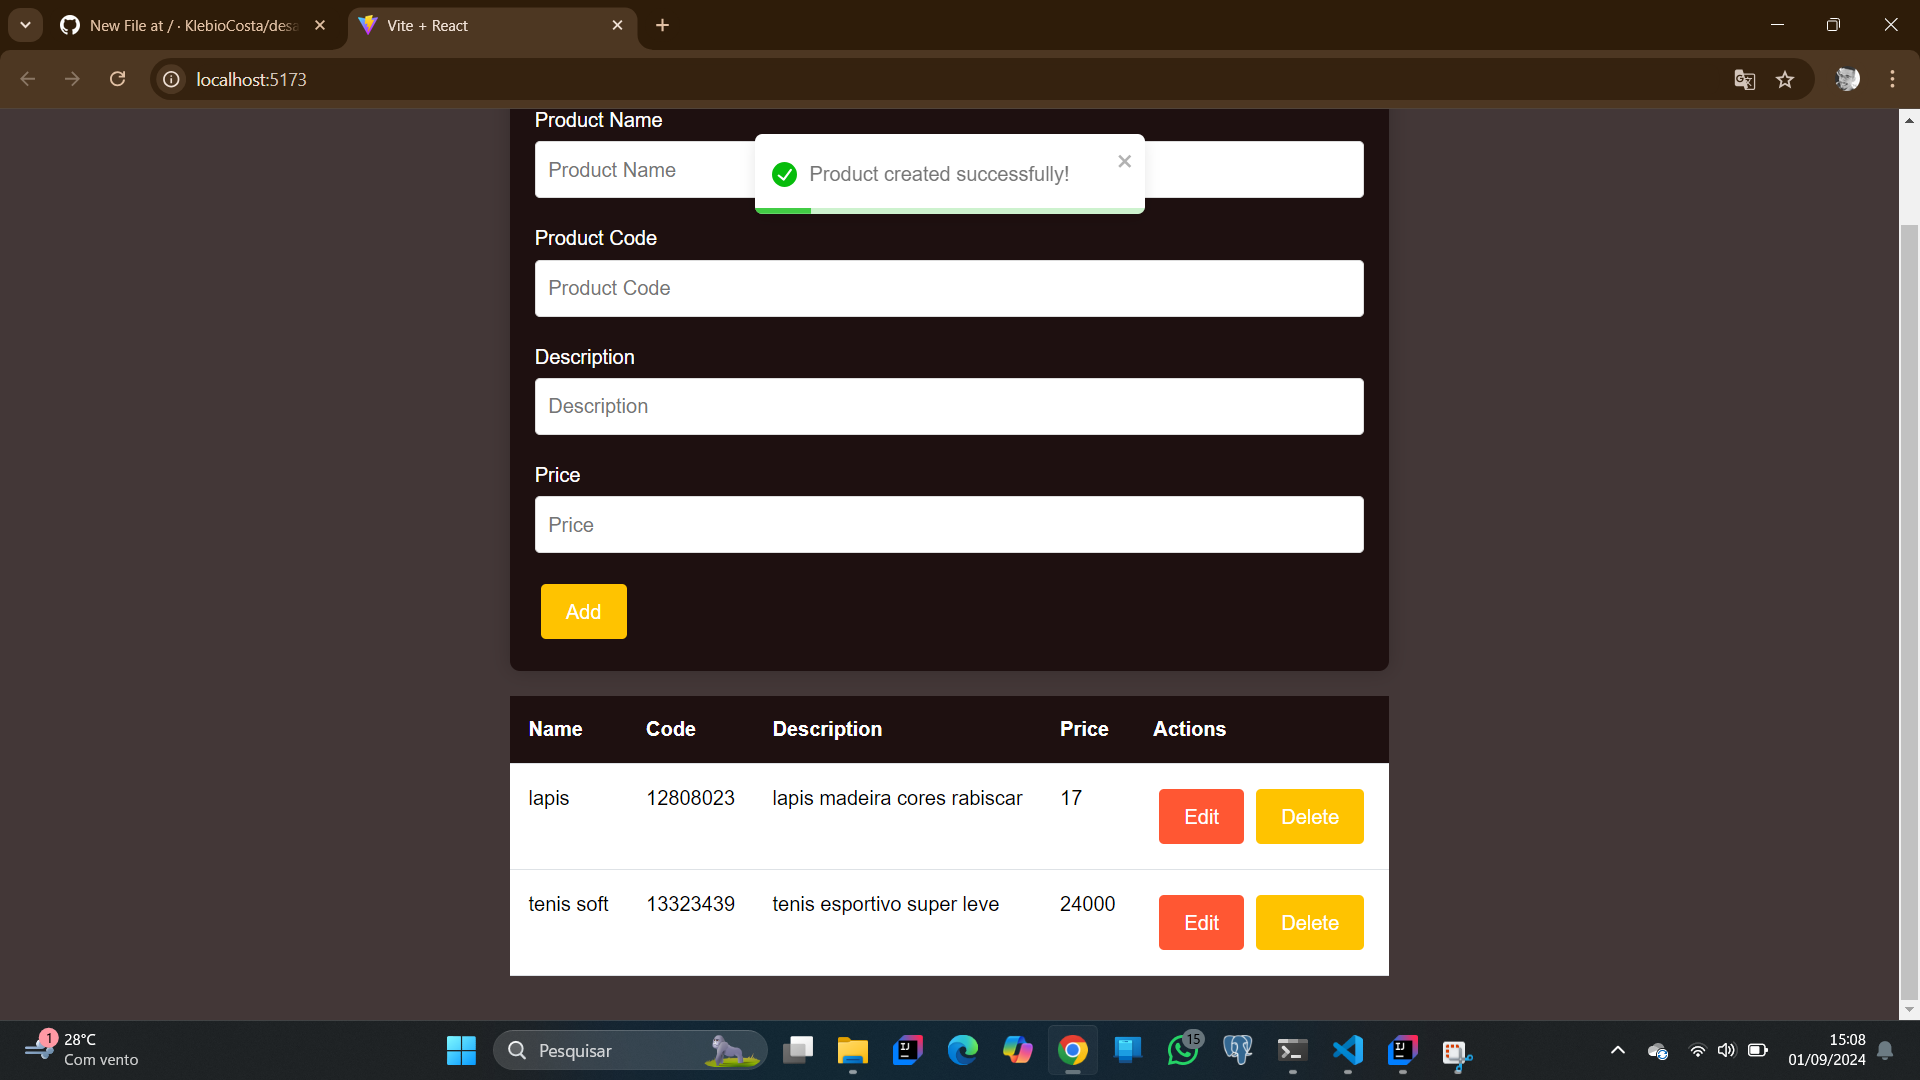 New File at / · KlebioCosta/desa
Vite + React
localhost:5173
Product Name
Product Name
Product created successfully!
Product Code
Product Code
Description
Description
Price
Price
Add
Name Code Description Price Actions
lapis 12808023 lapis madeira cores rabiscar 17 Edit Delete
tenis soft 13323439 tenis esportivo super leve 24000 Edit Delete
1
28°C
Com vento
Pesquisar
15
15:08
01/09/2024